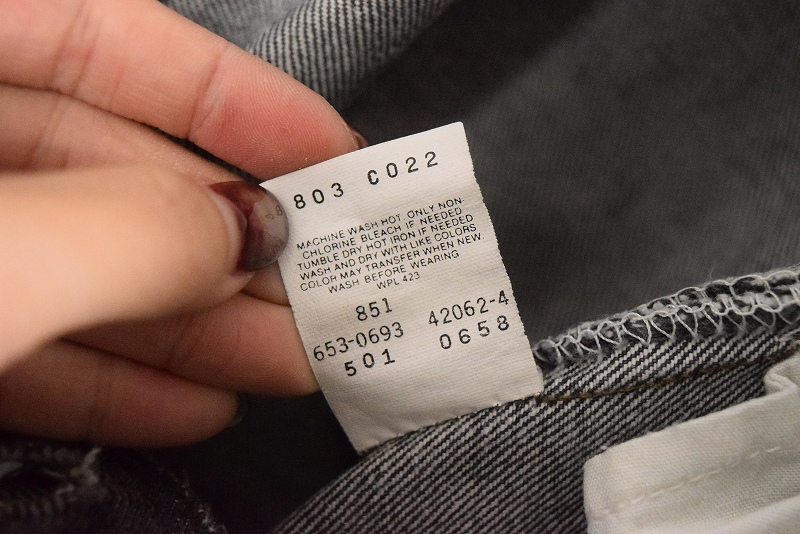 803 C022
MACHINE WASH HOT. ONLY NON-
CHLORINE BLEACH IF NEEDED
TUMBLE DRY HOT IRON IF NEEDED
WASH AND DRY WITH LIKE COLORS
COLOR MAY TRANSFER WHEN NEW
WASH BEFORE WEARING
WPL 423
851
653-0693 42062-4
501 0658